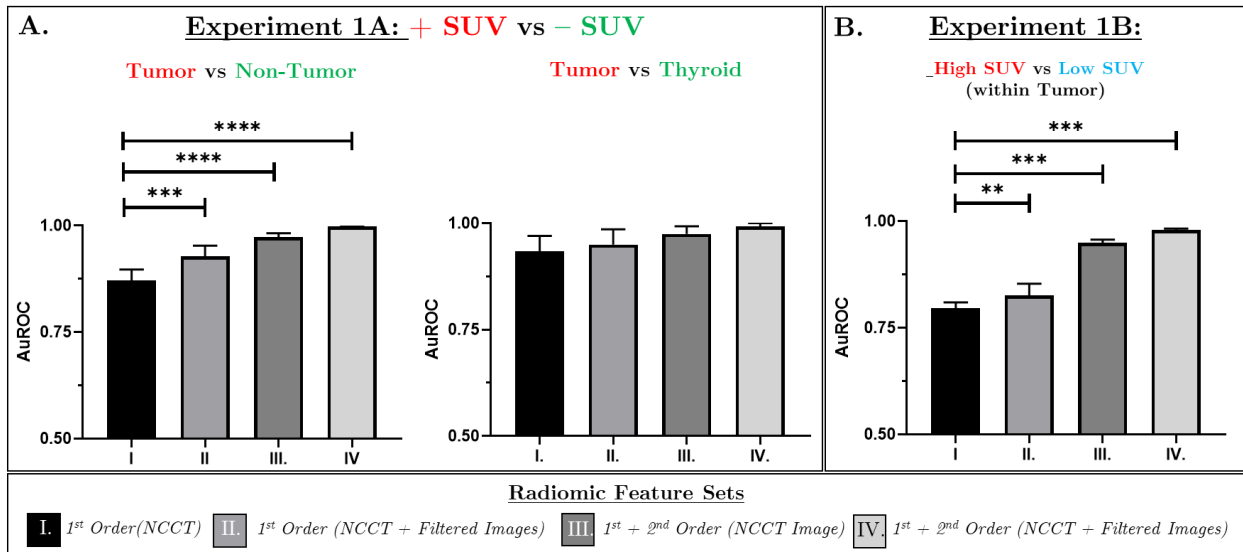 A.
Experiment 1A: + SUV vs – SUV
Tumor vs Non-Tumor
****
****
***
1.00
0.75
0.50
AuROC
I
II
III.
IV
Tumor vs Thyroid
1.00
0.75
0.50
AuROC
I.
II.
III.
IV.
B.
Experiment 1B:
_High SUV vs Low SUV
(within Tumor)
***
***
**
1.00
0.75
0.50
AuROC
I
II.
III.
IV.
Radiomic Feature Sets
I. 1st Order(NCCT)
II. 1st Order (NCCT + Filtered Images)
III. 1st + 2nd Order (NCCT Image)
IV. 1st + 2nd Order (NCCT + Filtered Images)